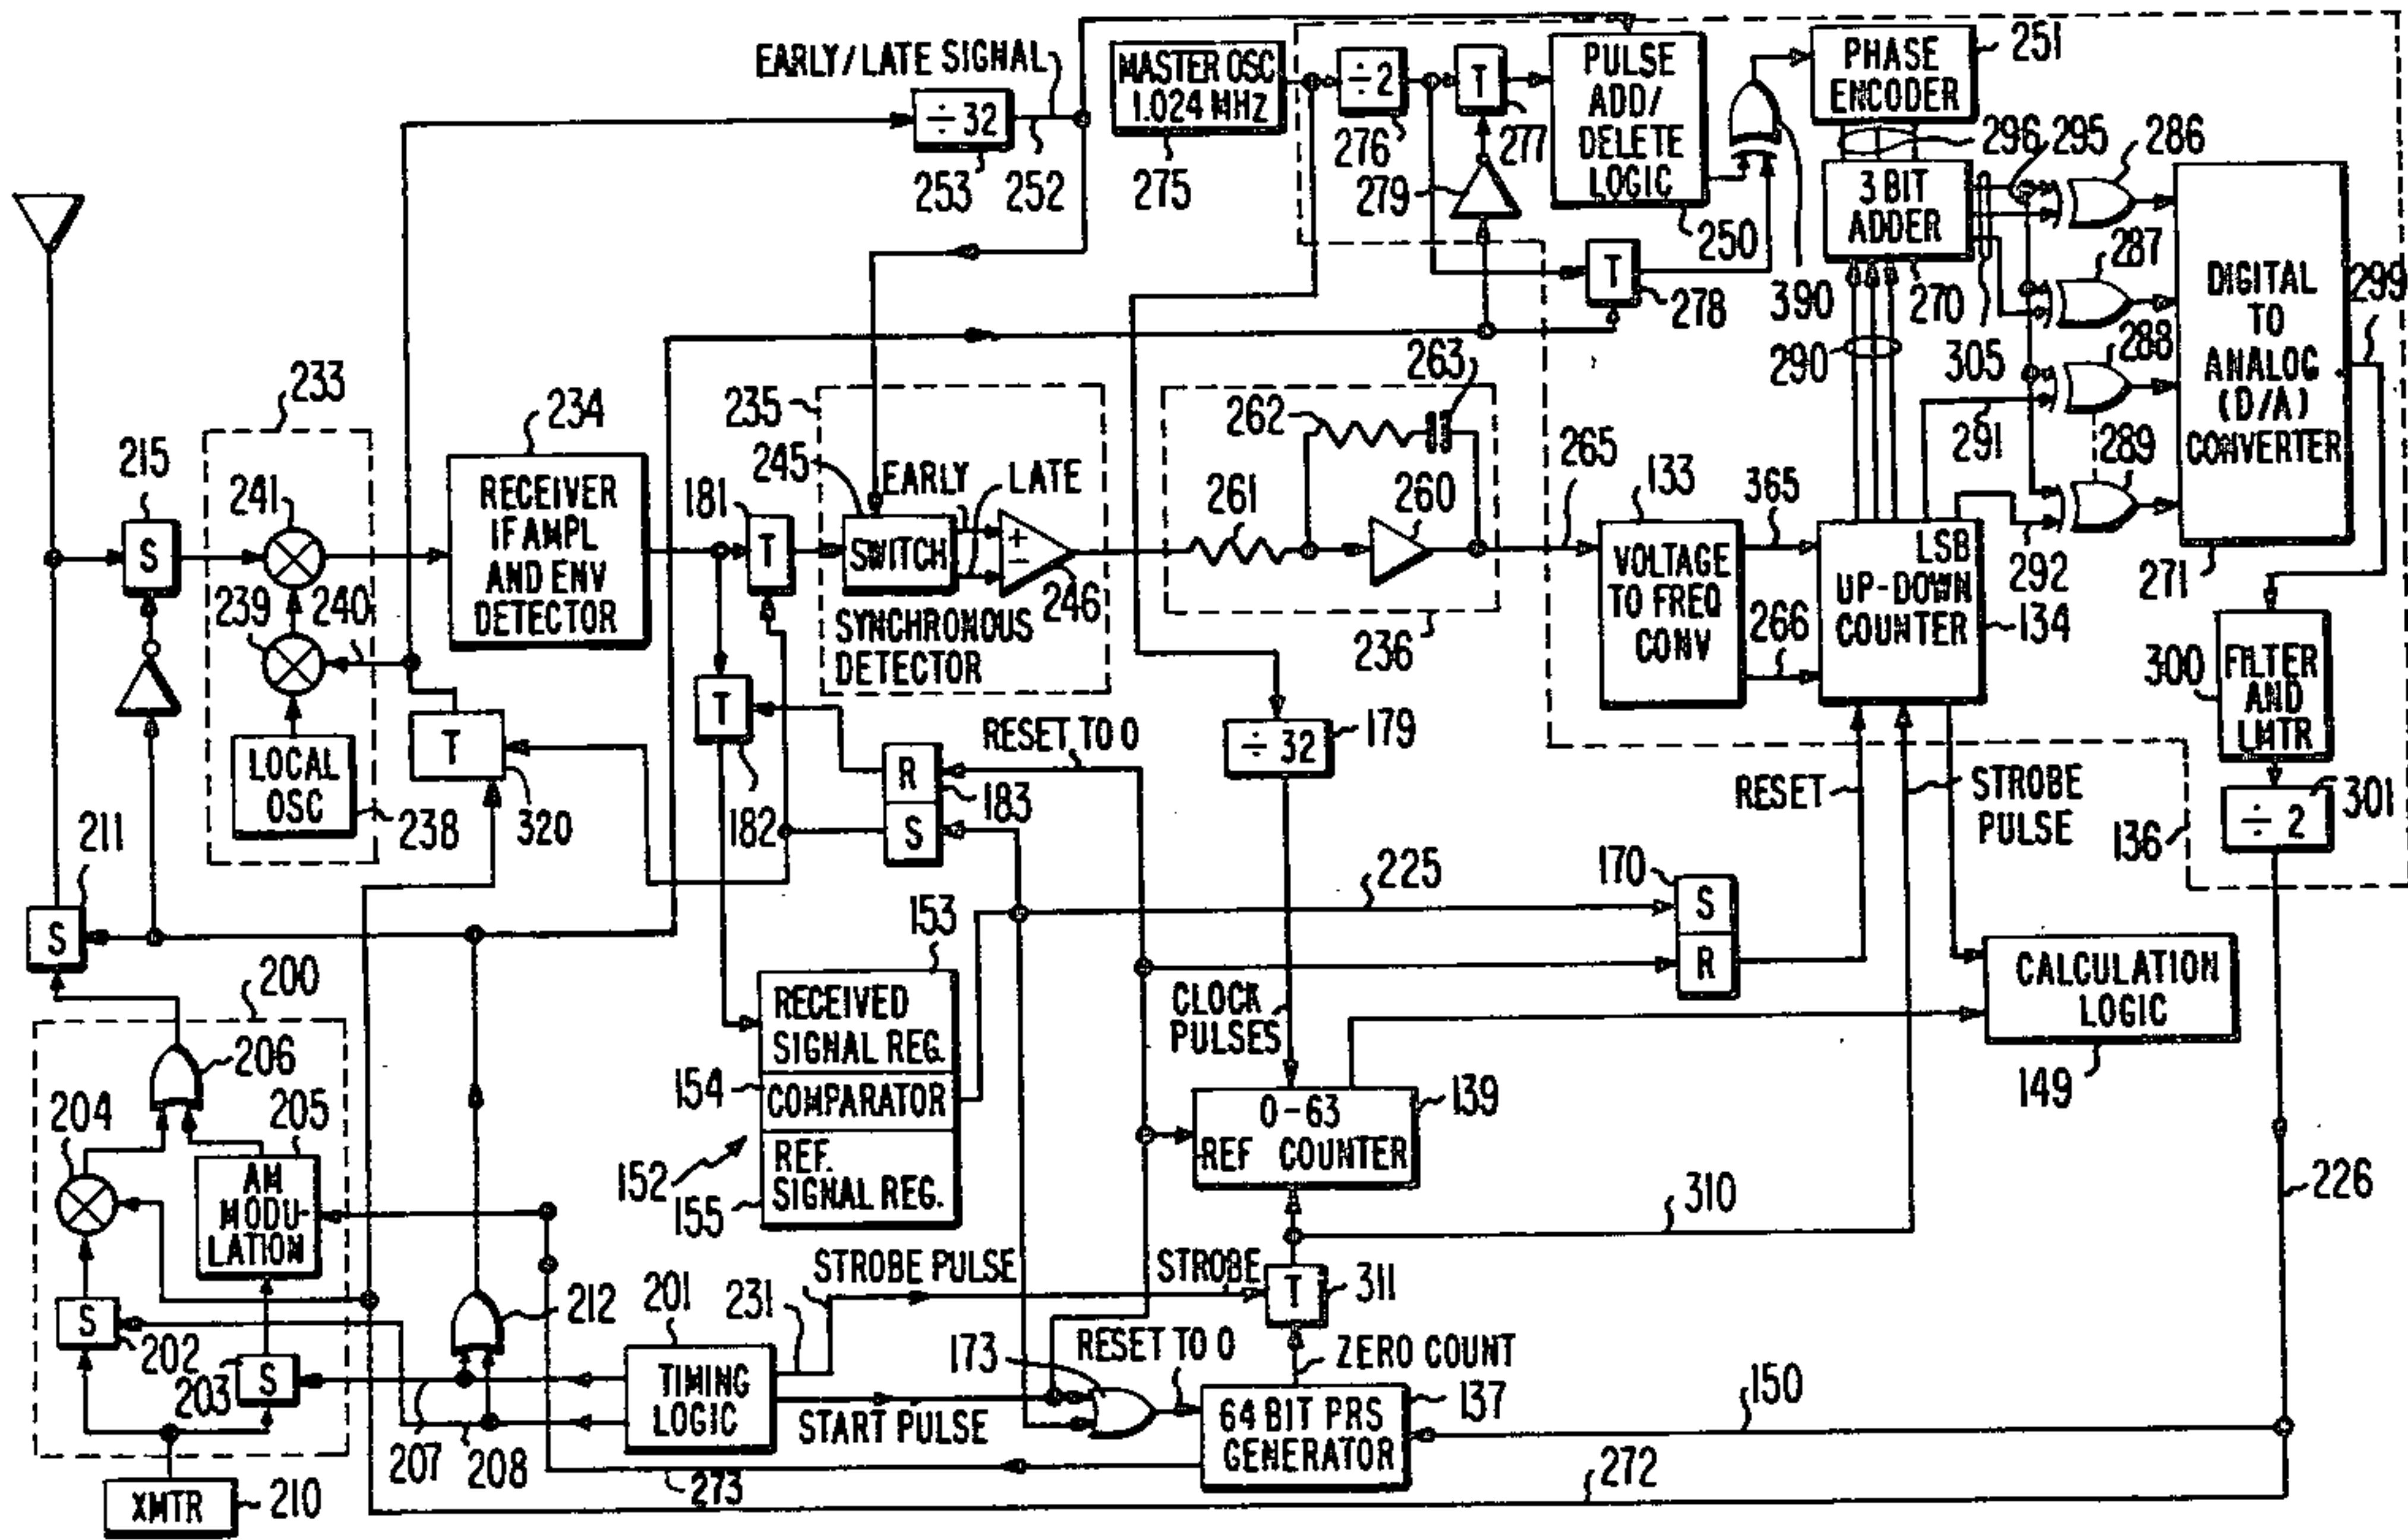 EARLY/LATE SIGNAL
÷ 32
253
252
MASTER OSC
1.024 MHZ
275
÷2
276
T
277
279
PULSE
ADD/
DELETE
LOGIC
250
PHASE
ENCODER
251
390
296
295
286
3 BIT
ADDER
270
287
288
289
290
305
291
292
DIGITAL
TO
ANALOG
(D/A)
CONVERTER
271
299
T
278
233
215
S
241
239
240
LOCAL
OSC
238
234
RECEIVER
IF AMPL
AND ENV
DETECTOR
T
320
181
T
T
182
235
245
EARLY
LATE
SWITCH
+
−
246
SYNCHRONOUS
DETECTOR
261
262
263
260
236
265
133
VOLTAGE
TO FREQ
CONV
365
266
LSB
UP-DOWN
COUNTER
134
300
FILTER
AND
LMTR
÷ 2
301
136
RESET
STROBE
PULSE
RESET TO 0
R
S
183
÷ 32
179
211
S
225
170
S
R
153
RECEIVED
SIGNAL REG.
154
COMPARATOR
152
REF.
SIGNAL REG.
155
CLOCK
PULSES
0-63
REF COUNTER
139
CALCULATION
LOGIC
149
200
206
204
205
AM
MODU-
LATION
S
202
203
S
XMTR
210
212
207
208
201
TIMING
LOGIC
231
STROBE PULSE
STROBE
T
311
310
START PULSE
173
RESET TO 0
ZERO COUNT
64 BIT PRS
GENERATOR
137
150
226
272
273